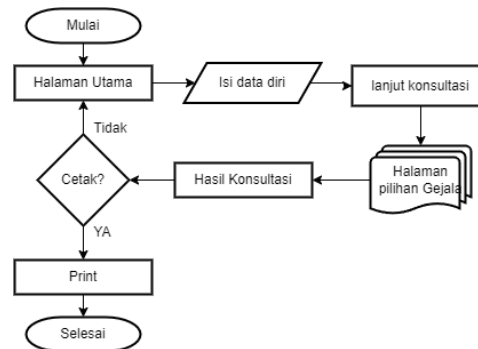 Mulai
Halaman Utama
Isi data diri
lanjut konsultasi
Tidak
Halaman
pilihan Gejala
Hasil Konsultasi
Cetak?
YA
Print
Selesai